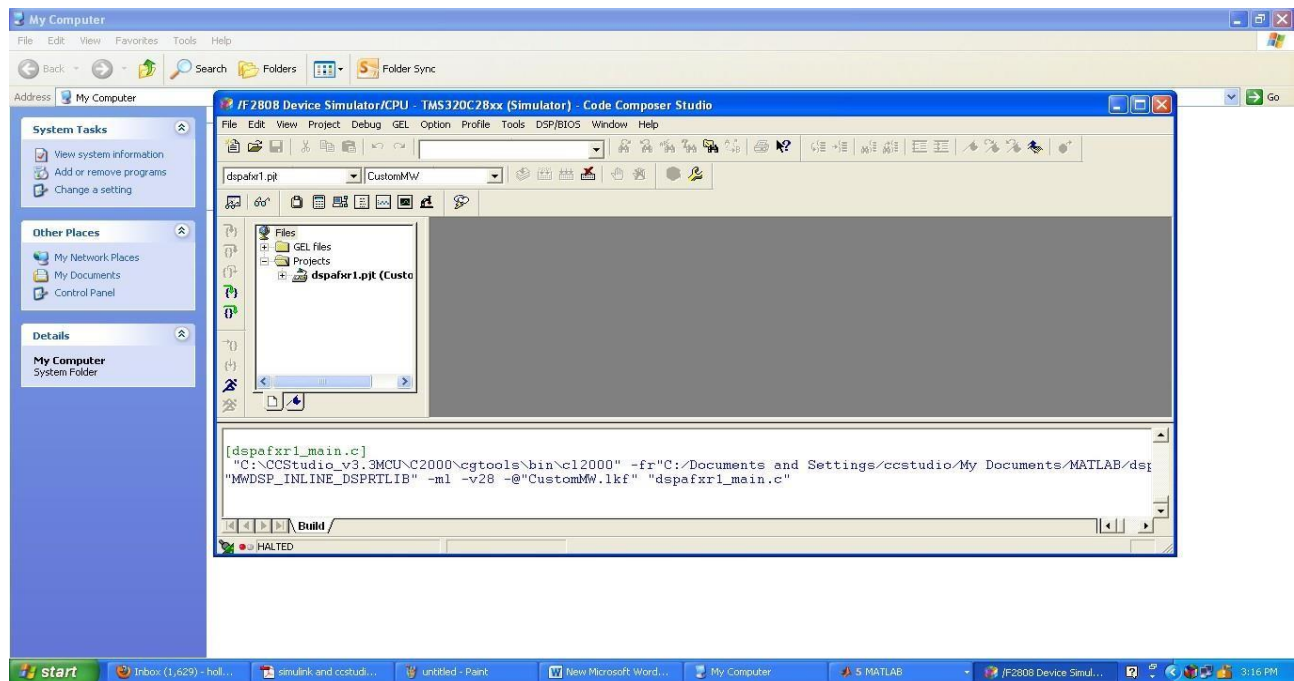 My Computer
File Edit View Favorites Tools Help
Back Search Folders Folder Sync
Address My Computer Go
System Tasks
View system information
Add or remove programs
Change a setting
Other Places
My Network Places
My Documents
Control Panel
Details
My Computer
System Folder
/F2808 Device Simulator/CPU - TMS320C28xx (Simulator) - Code Composer Studio
File Edit View Project Debug GEL Option Profile Tools DSP/BIOS Window Help
dspafxr1.pjt CustomMW
Files
GEL files
Projects
dspafxr1.pjt (Custo
[dspafxr1_main.c]
"C:\CCStudio_v3.3MCU\C2000\cgtools\bin\cl2000" -fr"C:/Documents and Settings/ccstudio/My Documents/MATLAB/dsp
"MWDSP_INLINE_DSPRTLIB" -ml -v28 -@"CustomMW.lkf" "dspafxr1_main.c"
Build
HALTED
start Inbox (1,629) - holl... simulink and ccstudi... untitled - Paint New Microsoft Word... My Computer 5 MATLAB /F2808 Device Simul... 3:16 PM